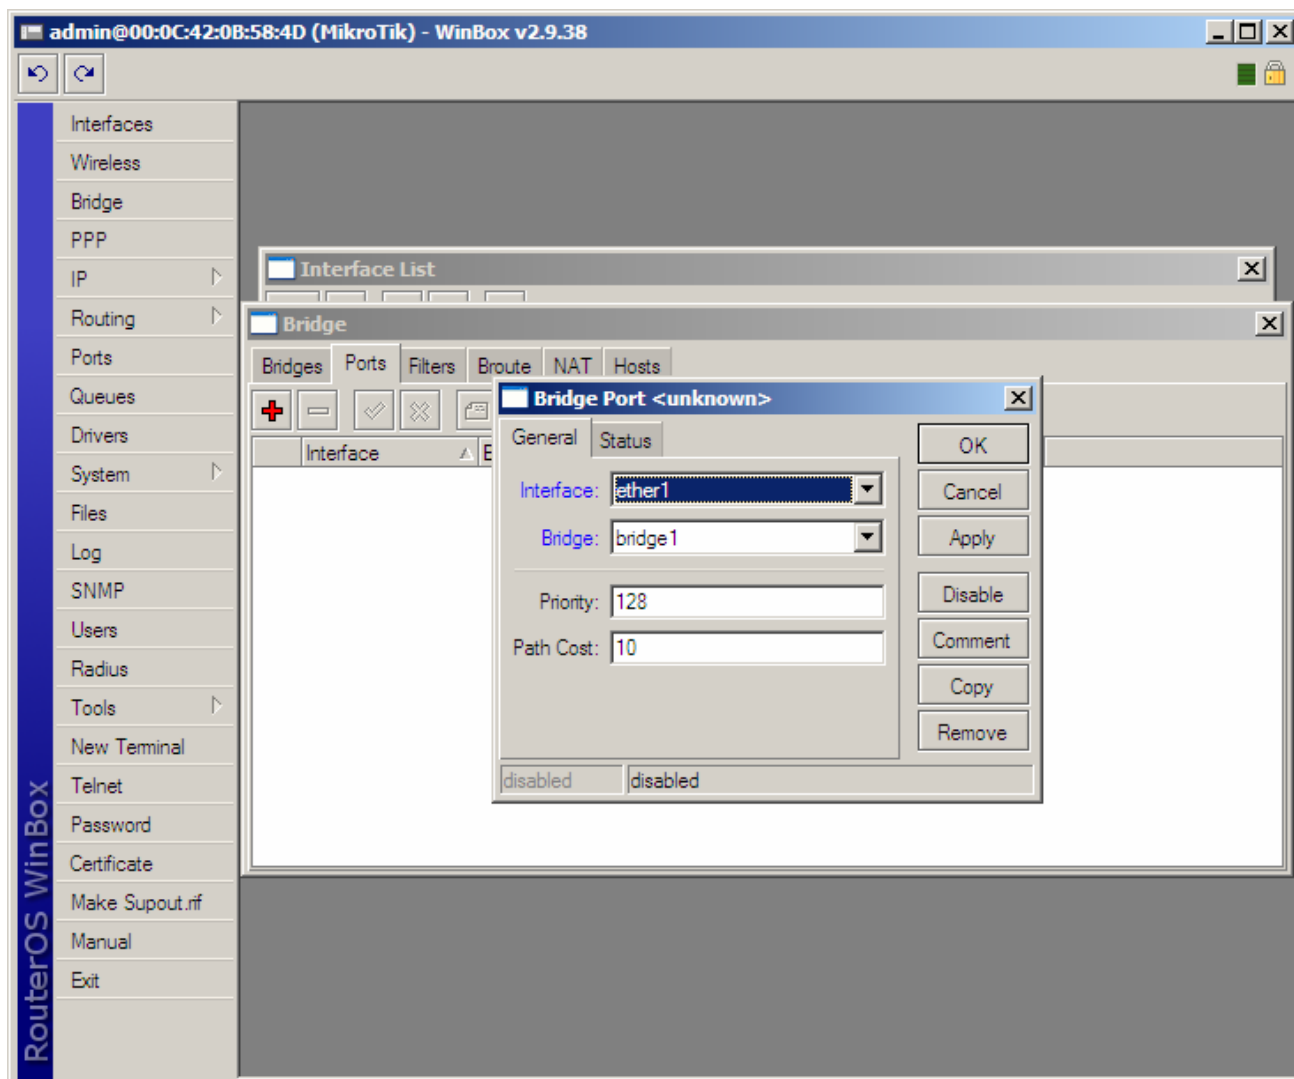 admin@00:0C:42:0B:58:4D (MikroTik) - WinBox v2.9.38
Interfaces
Wireless
Bridge
PPP
IP
Routing
Ports
Queues
Drivers
System
Files
Log
SNMP
Users
Radius
Tools
New Terminal
Telnet
Password
Certificate
Make Supout.rif
Manual
Exit
RouterOS WinBox
Interface List
Bridge
Bridges Ports Filters Broute NAT Hosts
Interface
Bridge Port <unknown>
General Status
Interface: ether1
Bridge: bridge1
Priority: 128
Path Cost: 10
OK
Cancel
Apply
Disable
Comment
Copy
Remove
disabled disabled